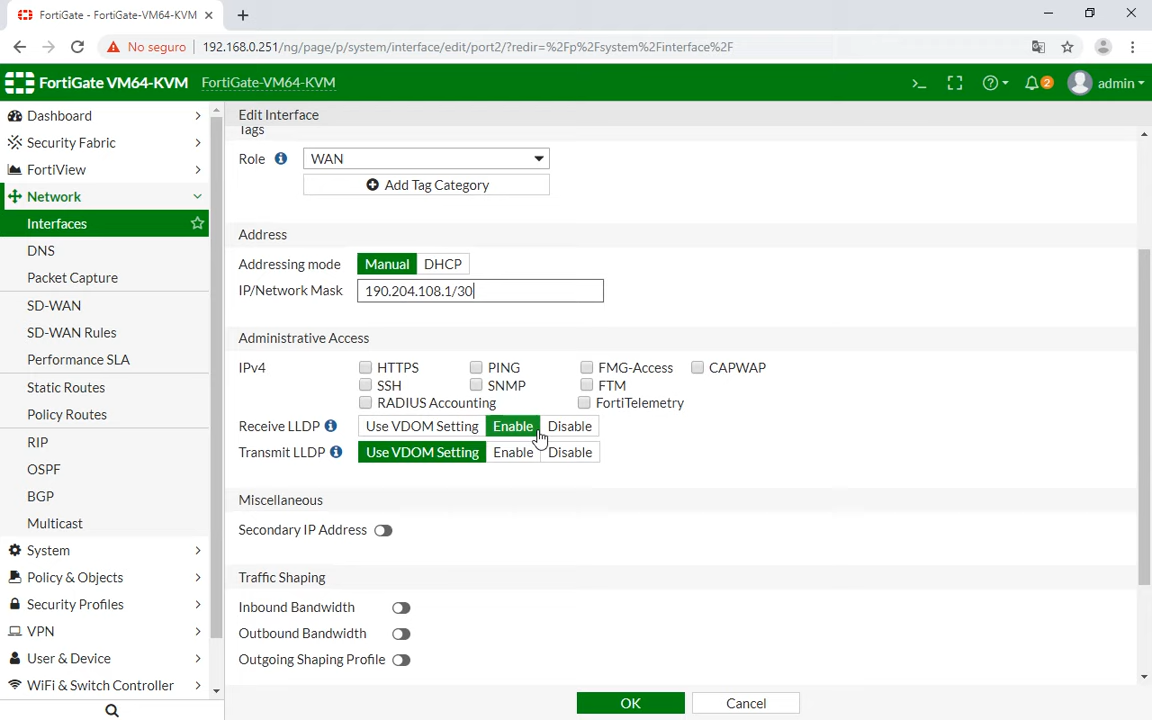 FortiGate - FortiGate-VM64-KVM
No seguro
192.168.0.251/ng/page/p/system/interface/edit/port2/?redir=%2Fp%2Fsystem%2Finterface%2F
FortiGate VM64-KVM
FortiGate-VM64-KVM
2
admin
Dashboard
Security Fabric
FortiView
Network
Interfaces
DNS
Packet Capture
SD-WAN
SD-WAN Rules
Performance SLA
Static Routes
Policy Routes
RIP
OSPF
BGP
Multicast
System
Policy & Objects
Security Profiles
VPN
User & Device
WiFi & Switch Controller
Edit Interface
Tags
Role WAN
Add Tag Category
Address
Addressing mode Manual DHCP
IP/Network Mask 190.204.108.1/30
Administrative Access
IPv4 HTTPS PING FMG-Access CAPWAP
SSH SNMP FTM
RADIUS Accounting FortiTelemetry
Receive LLDP Use VDOM Setting Enable Disable
Transmit LLDP Use VDOM Setting Enable Disable
Miscellaneous
Secondary IP Address
Traffic Shaping
Inbound Bandwidth
Outbound Bandwidth
Outgoing Shaping Profile
OK Cancel